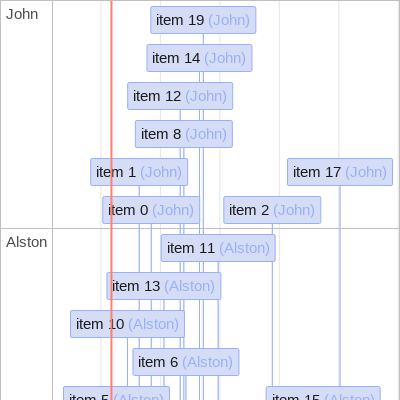 John
item 19 (John)
item 14 (John)
item 12 (John)
item 8 (John)
item 1 (John)
item 17 (John)
item 0 (John)
item 2 (John)
Alston
item 11 (Alston)
item 13 (Alston)
item 10 (Alston)
item 6 (Alston)
item 5 (Alston)
item 15 (Alston)